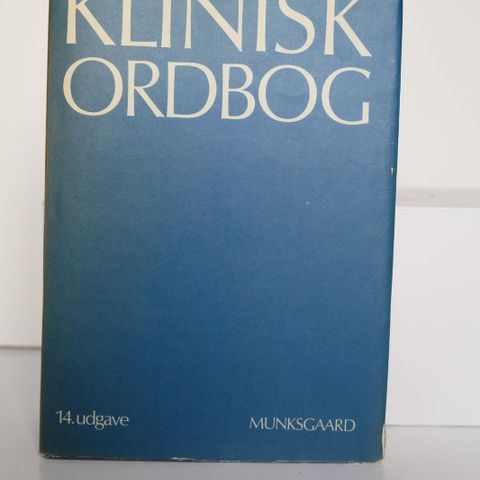 KLINISK
ORDBOG
14. udgave
MUNKSGAARD